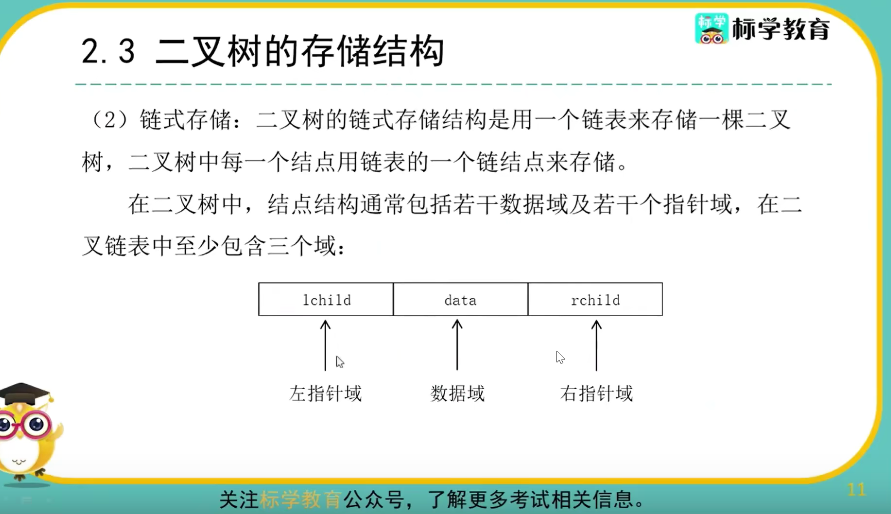 标学 标学教育
2.3 二叉树的存储结构
（2）链式存储：二叉树的链式存储结构是用一个链表来存储一棵二叉
树，二叉树中每一个结点用链表的一个链结点来存储。
在二叉树中，结点结构通常包括若干数据域及若干个指针域，在二
叉链表中至少包含三个域：
lchild data rchild
左指针域 数据域 右指针域
11
关注标学教育公众号，了解更多考试相关信息。